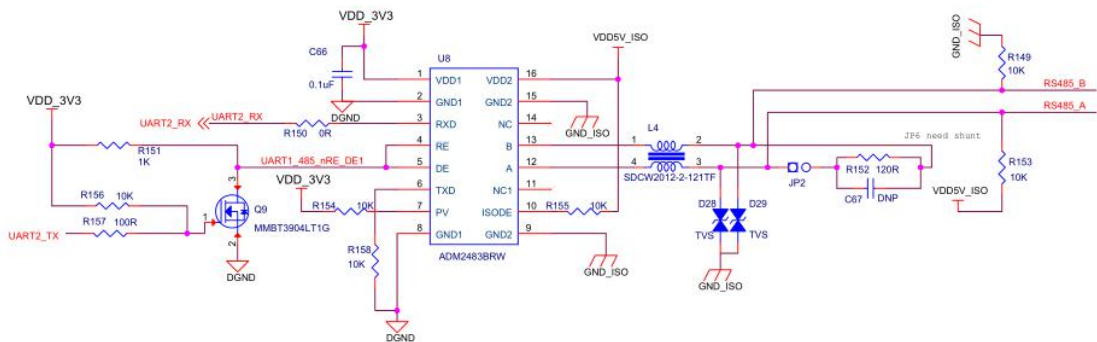 VDD_3V3
C66
0.1uF
DGND
U8
VDD5V_ISO
GND_ISO
R149
10K
RS485_B
RS485_A
VDD_3V3
UART2_RX
UART2_RX
R150 0R
R151
1K
UART1_485_nRE_DE1
VDD_3V3
R156 10K
R157 100R
UART2_TX
Q9
MMBT3904LT1G
1
2
3
DGND
R154 10K
R158
10K
DGND
1 VDD1 VDD2 16
2 GND1 GND2 15
3 RXD NC 14
4 RE B 13
5 DE A 12
6 TXD NC1 11
7 PV ISODE 10
8 GND1 GND2 9
ADM2483BRW
GND_ISO
R155 10K
GND_ISO
L4
1 2
4 3
SDCW2012-2-121TF
D28 D29
TVS TVS
GND_ISO
JP6 need shunt
JP2
R152 120R
C67 DNP
R153
10K
VDD5V_ISO